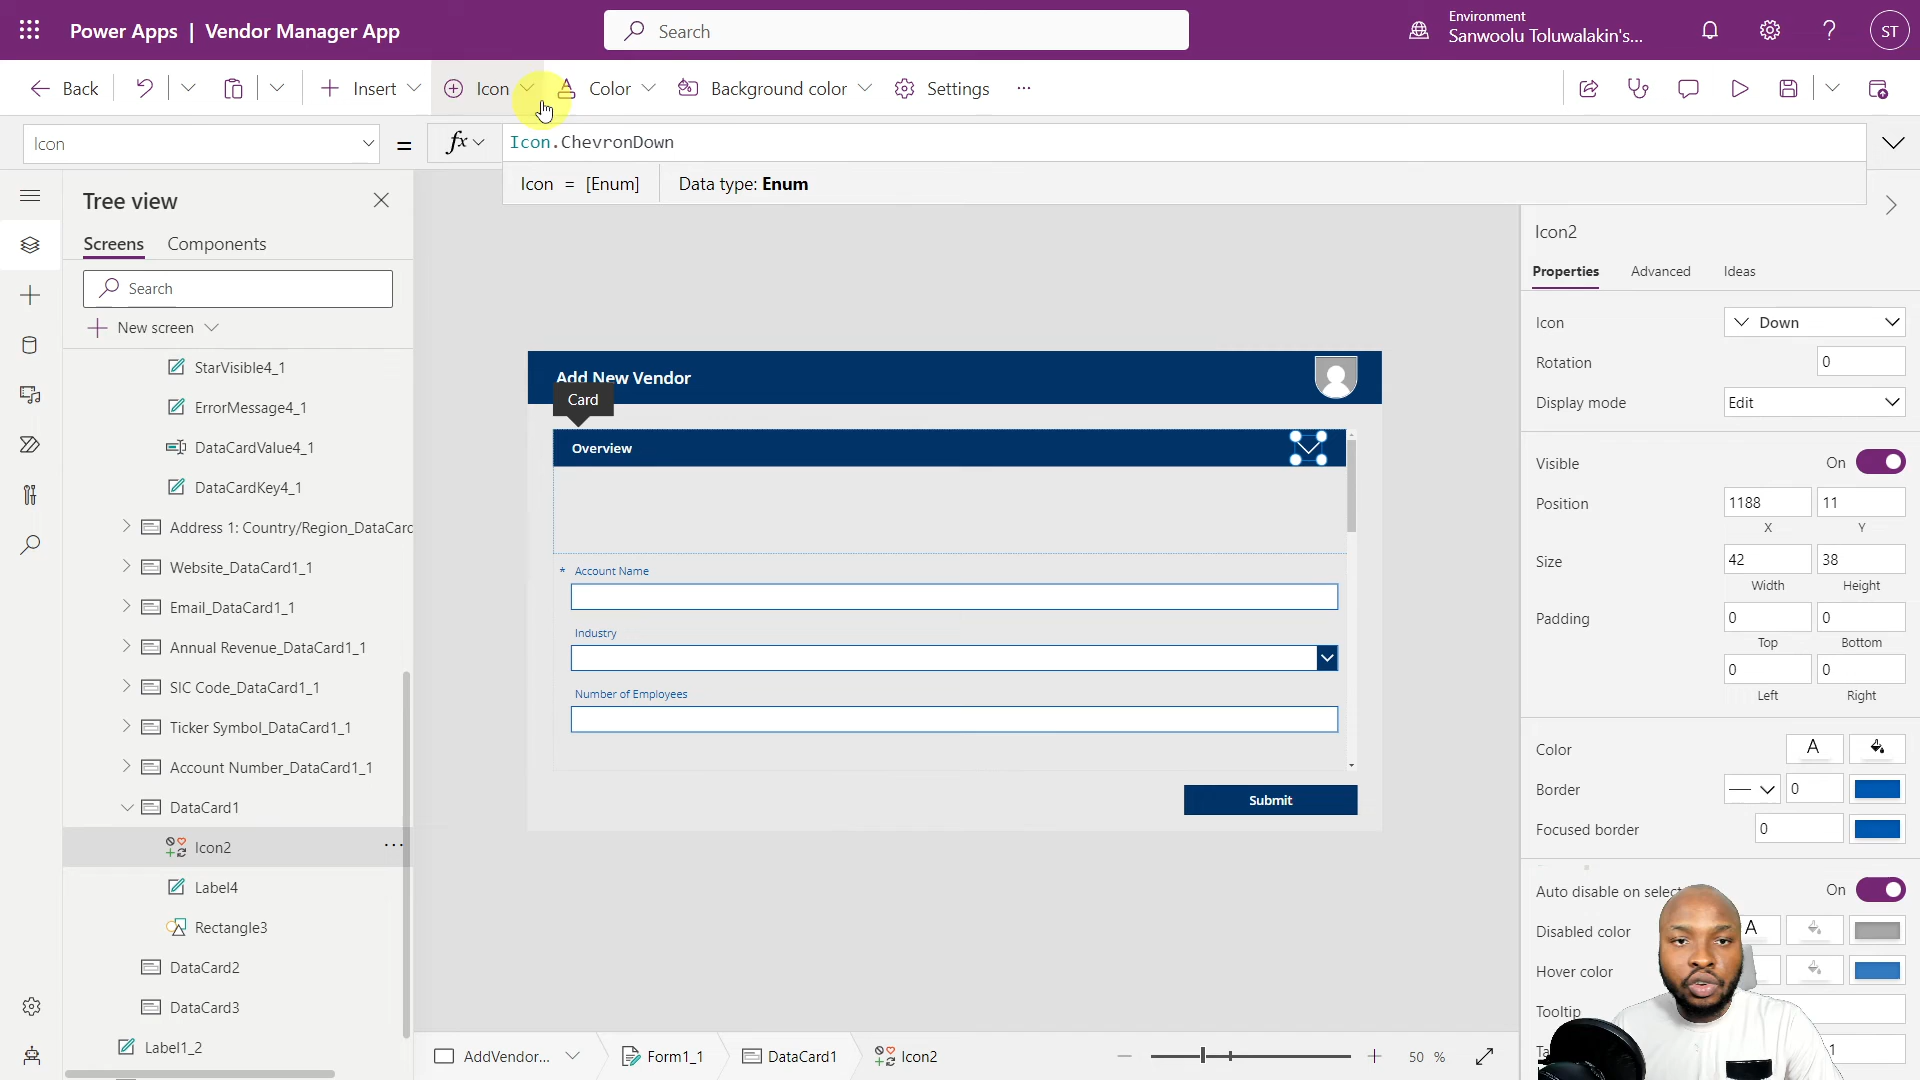 Power Apps | Vendor Manager App
Search
Environment
Sanwoolu Toluwalakin's...
ST
Back
Insert
Icon
Color
Background color
Settings
...
Icon
=
fx
Icon.ChevronDown
Icon = [Enum]
Data type: Enum
Tree view
Screens
Components
Search
New screen
StarVisible4_1
ErrorMessage4_1
DataCardValue4_1
DataCardKey4_1
Address 1: Country/Region_DataCard
Website_DataCard1_1
Email_DataCard1_1
Annual Revenue_DataCard1_1
SIC Code_DataCard1_1
Ticker Symbol_DataCard1_1
Account Number_DataCard1_1
DataCard1
Icon2
...
Label4
Rectangle3
DataCard2
DataCard3
Label1_2
Add New Vendor
Card
Overview
* Account Name
Industry
Number of Employees
Submit
AddVendor...
Form1_1
DataCard1
Icon2
50 %
Icon2
Properties
Advanced
Ideas
Icon
Down
Rotation
0
Display mode
Edit
Visible
On
Position
1188
11
X
Y
Size
42
38
Width
Height
Padding
0
0
Top
Bottom
0
0
Left
Right
Color
A
Border
0
Focused border
0
Auto disable on select
On
Disabled color
A
Hover color
Tooltip
Ta
1